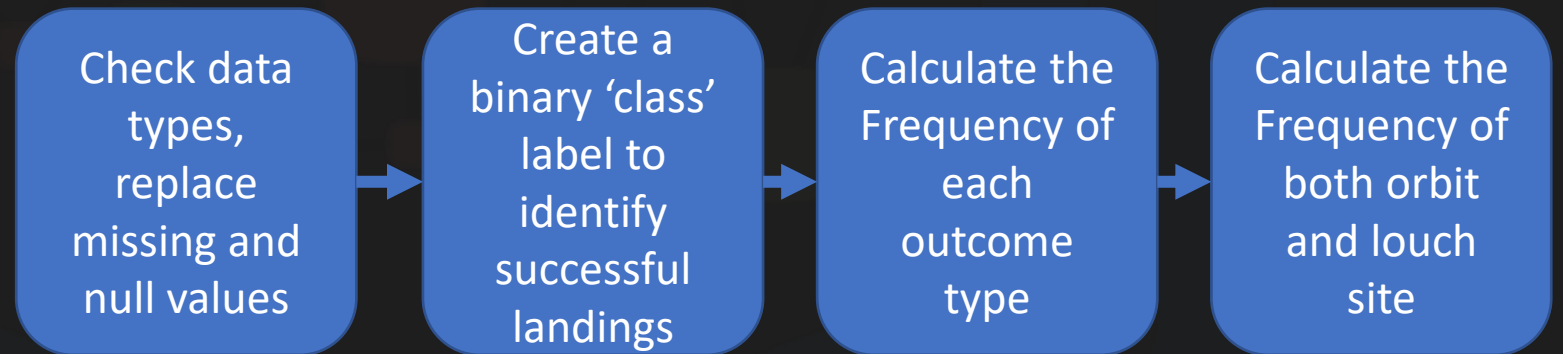 Check data
types,
replace
missing and
null values
Create a
binary ‘class’
label to
identify
successful
landings
Calculate the
Frequency of
each
outcome
type
Calculate the
Frequency of
both orbit
and louch
site